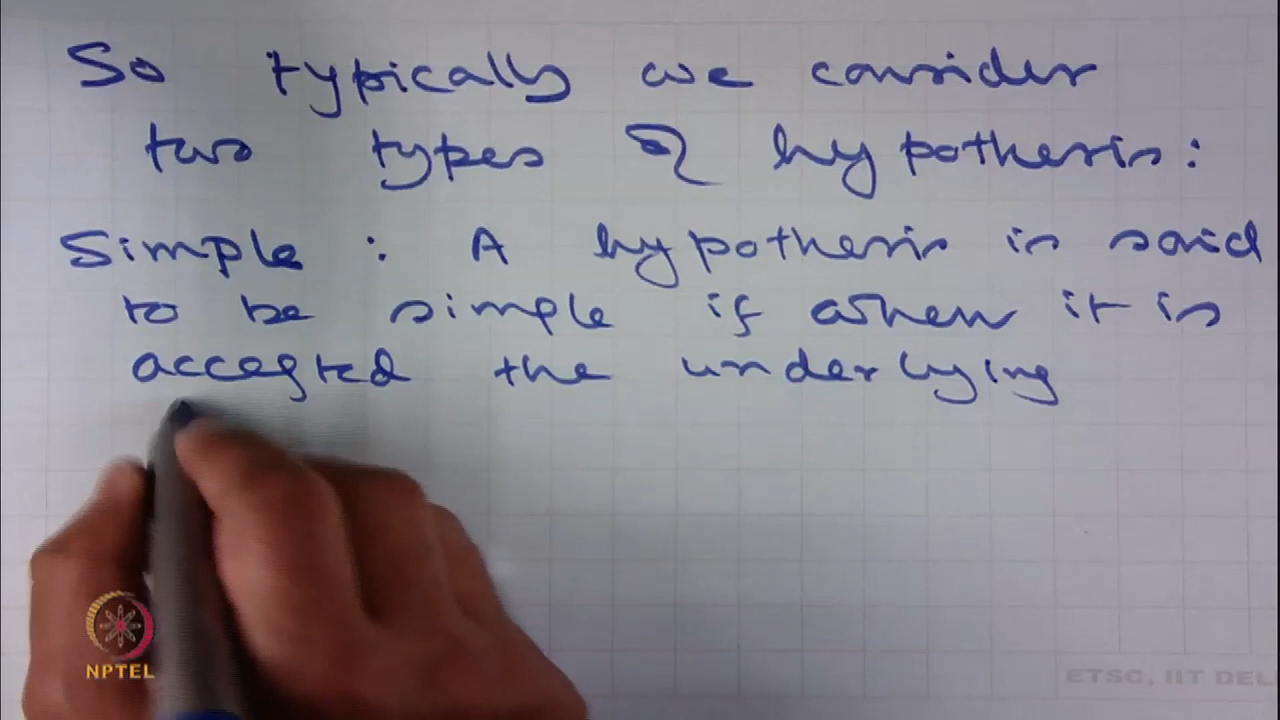 So typically we consider
two types of hypothesis:
Simple: A hypothesis is said
to be simple if when it is
accepted the underlying
NPTEL
ETSC, IIT DEL